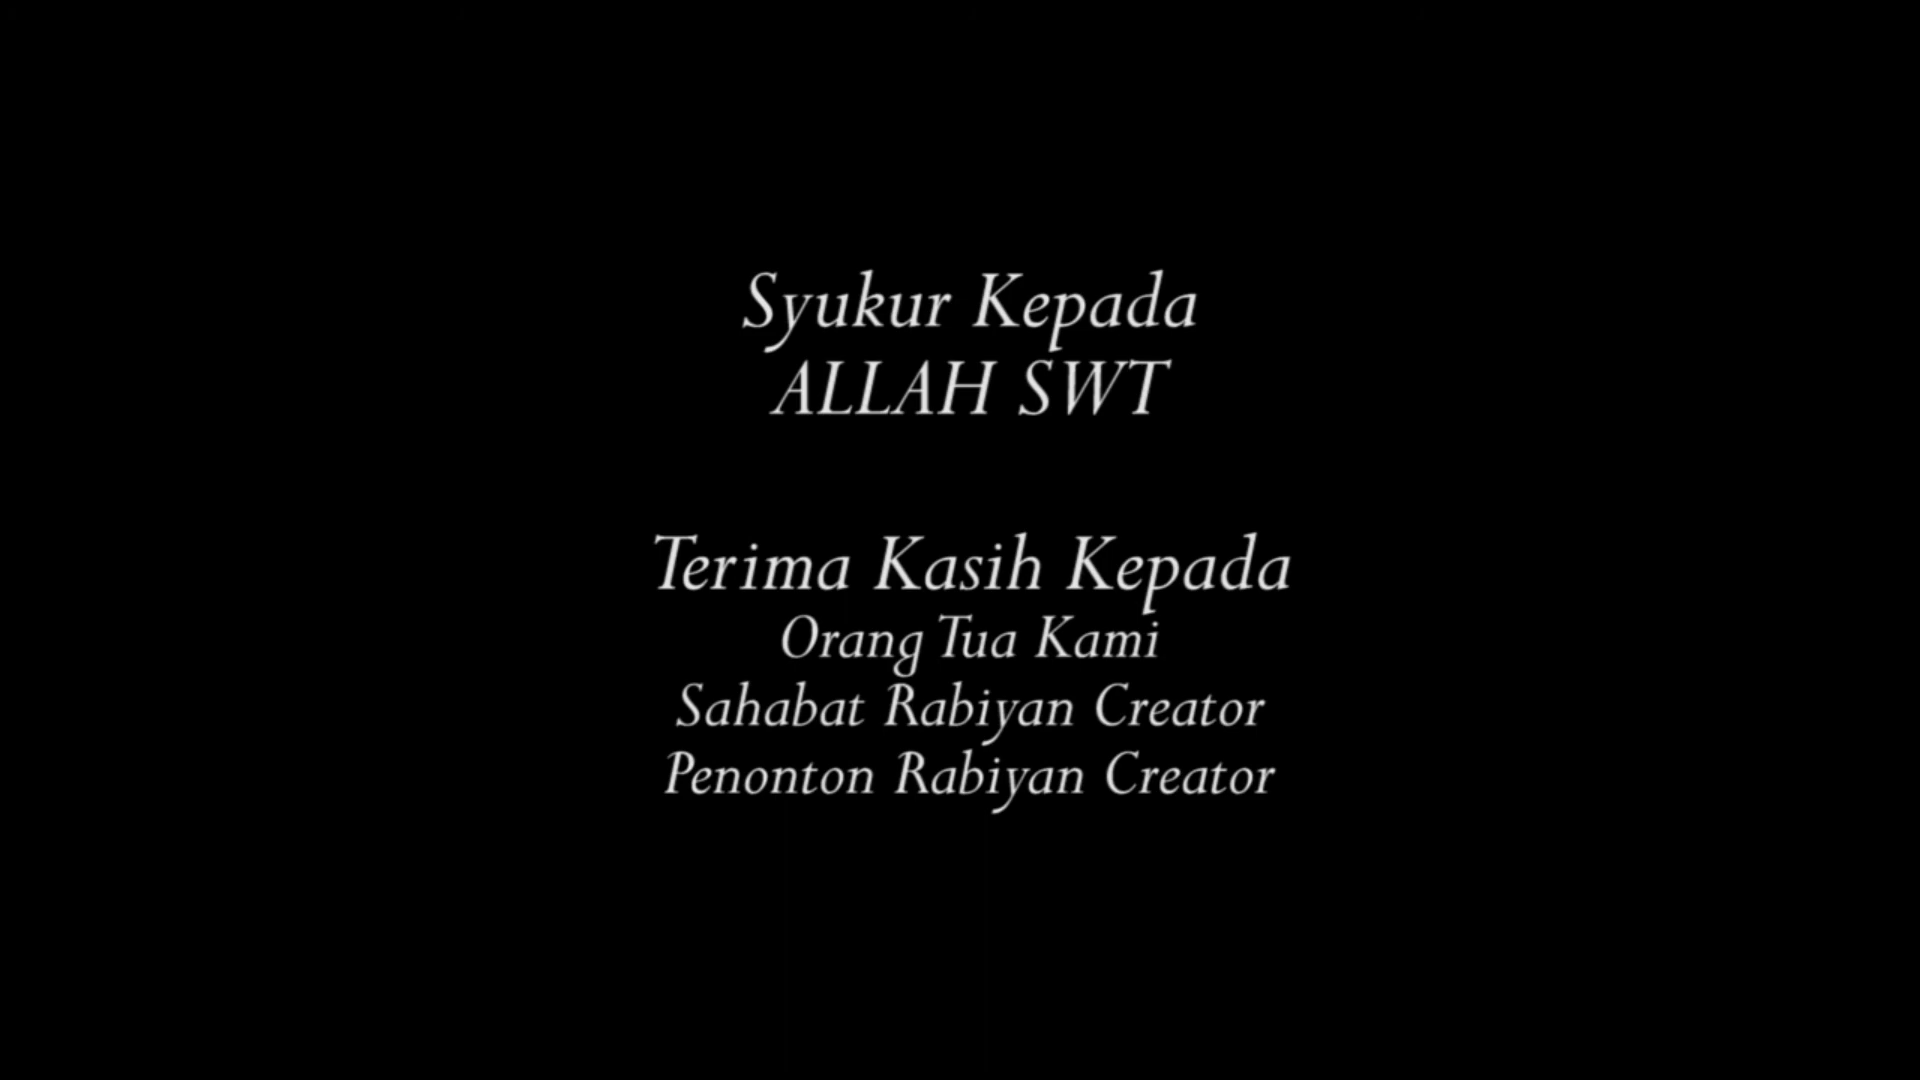 Syukur Kepada
ALLAH SWT
Terima Kasih Kepada
Orang Tua Kami
Sahabat Rabiyan Creator
Penonton Rabiyan Creator